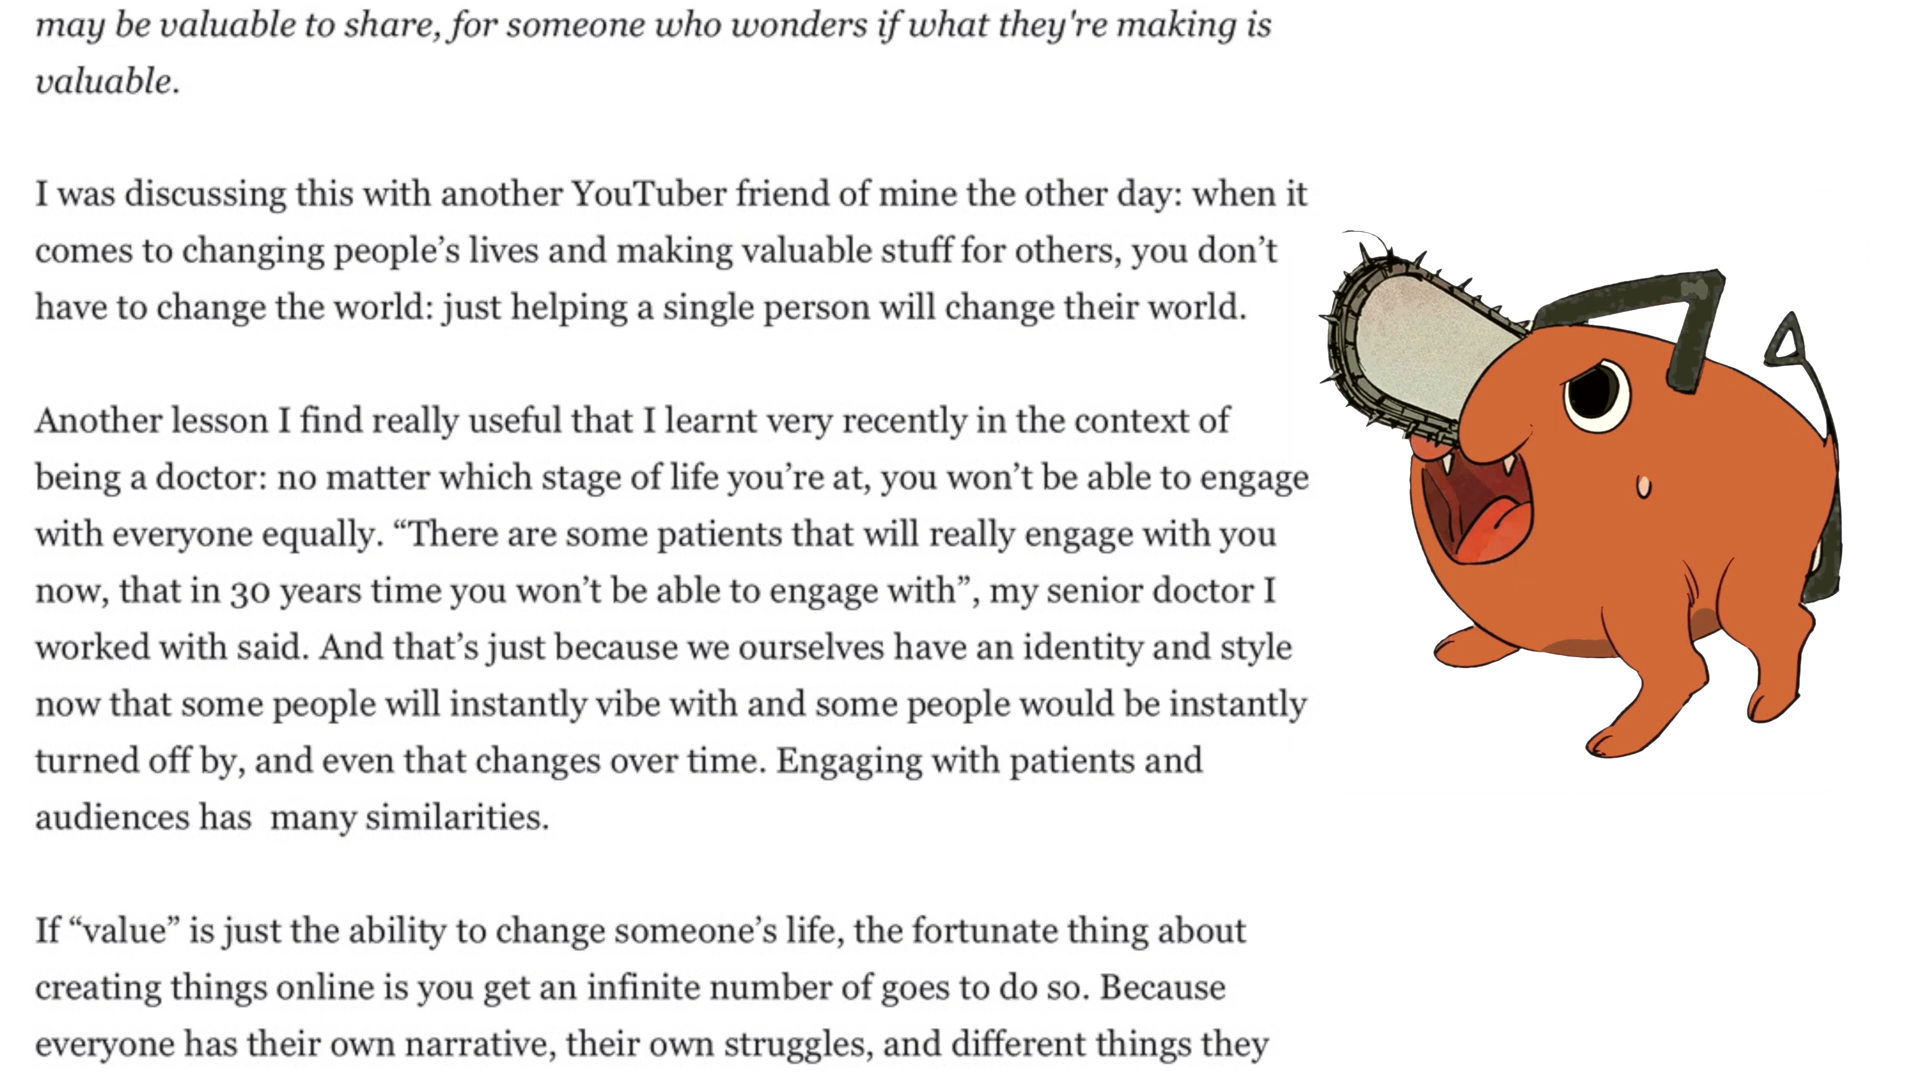 may be valuable to share, for someone who wonders if what they're making is
valuable.
I was discussing this with another YouTuber friend of mine the other day: when it
comes to changing people’s lives and making valuable stuff for others, you don’t
have to change the world: just helping a single person will change their world.
Another lesson I find really useful that I learnt very recently in the context of
being a doctor: no matter which stage of life you’re at, you won’t be able to engage
with everyone equally. “There are some patients that will really engage with you
now, that in 30 years time you won’t be able to engage with”, my senior doctor I
worked with said. And that’s just because we ourselves have an identity and style
now that some people will instantly vibe with and some people would be instantly
turned off by, and even that changes over time. Engaging with patients and
audiences has  many similarities.
If “value” is just the ability to change someone’s life, the fortunate thing about
creating things online is you get an infinite number of goes to do so. Because
everyone has their own narrative, their own struggles, and different things they